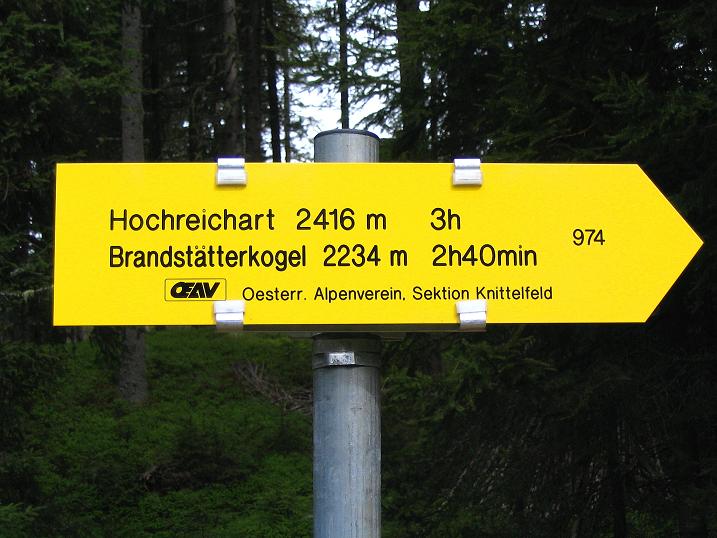 Hochreichart 2416 m 3h
Brandstätterkogel 2234 m 2h40min
974
OEAV Oesterr. Alpenverein, Sektion Knittelfeld